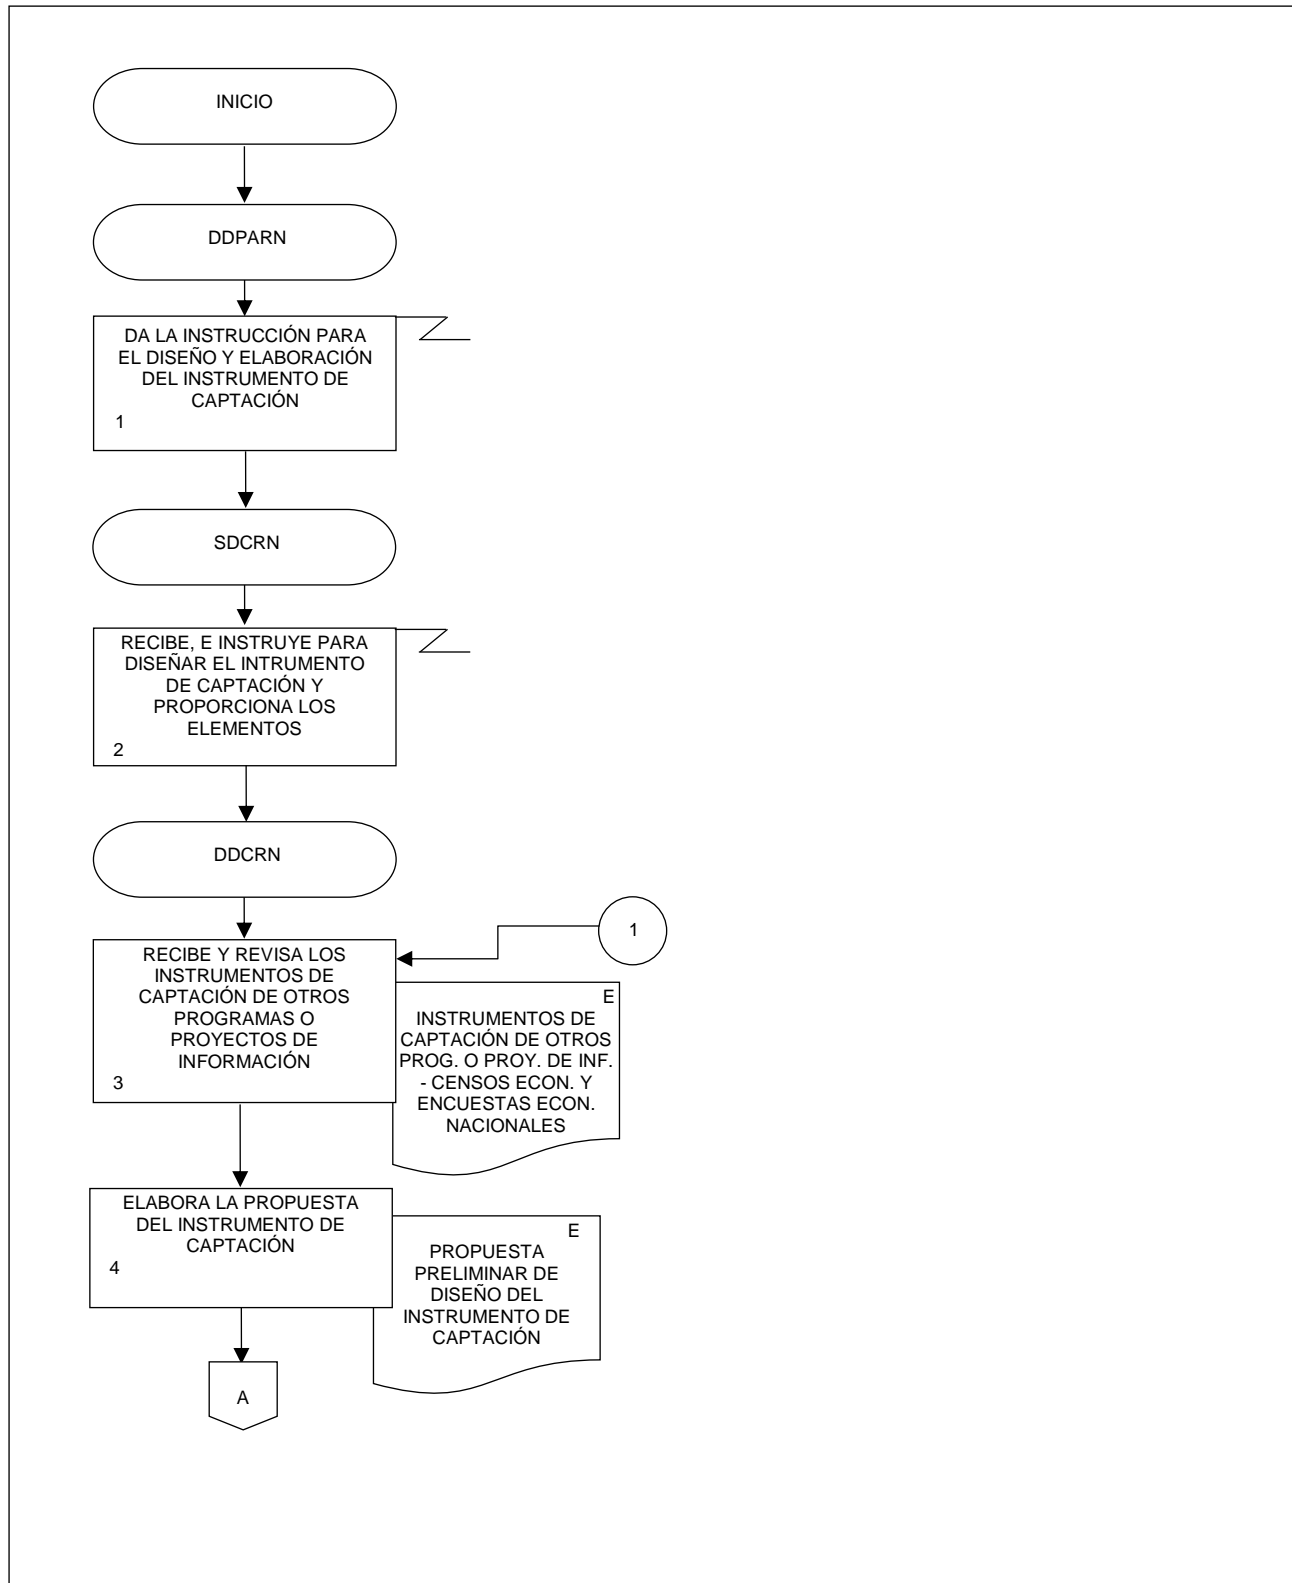 INICIO
DDPARN
DA LA INSTRUCCIÓN PARA
EL DISEÑO Y ELABORACIÓN
DEL INSTRUMENTO DE
CAPTACIÓN
1
SDCRN
RECIBE, E INSTRUYE PARA
DISEÑAR EL INTRUMENTO
DE CAPTACIÓN Y
PROPORCIONA LOS
ELEMENTOS
2
DDCRN
1
RECIBE Y REVISA LOS
INSTRUMENTOS DE
CAPTACIÓN DE OTROS
PROGRAMAS O
PROYECTOS DE
INFORMACIÓN
3
E
INSTRUMENTOS DE
CAPTACIÓN DE OTROS
PROG. O PROY. DE INF.
- CENSOS ECON. Y
ENCUESTAS ECON.
NACIONALES
ELABORA LA PROPUESTA
DEL INSTRUMENTO DE
CAPTACIÓN
4
E
PROPUESTA
PRELIMINAR DE
DISEÑO DEL
INSTRUMENTO DE
CAPTACIÓN
A